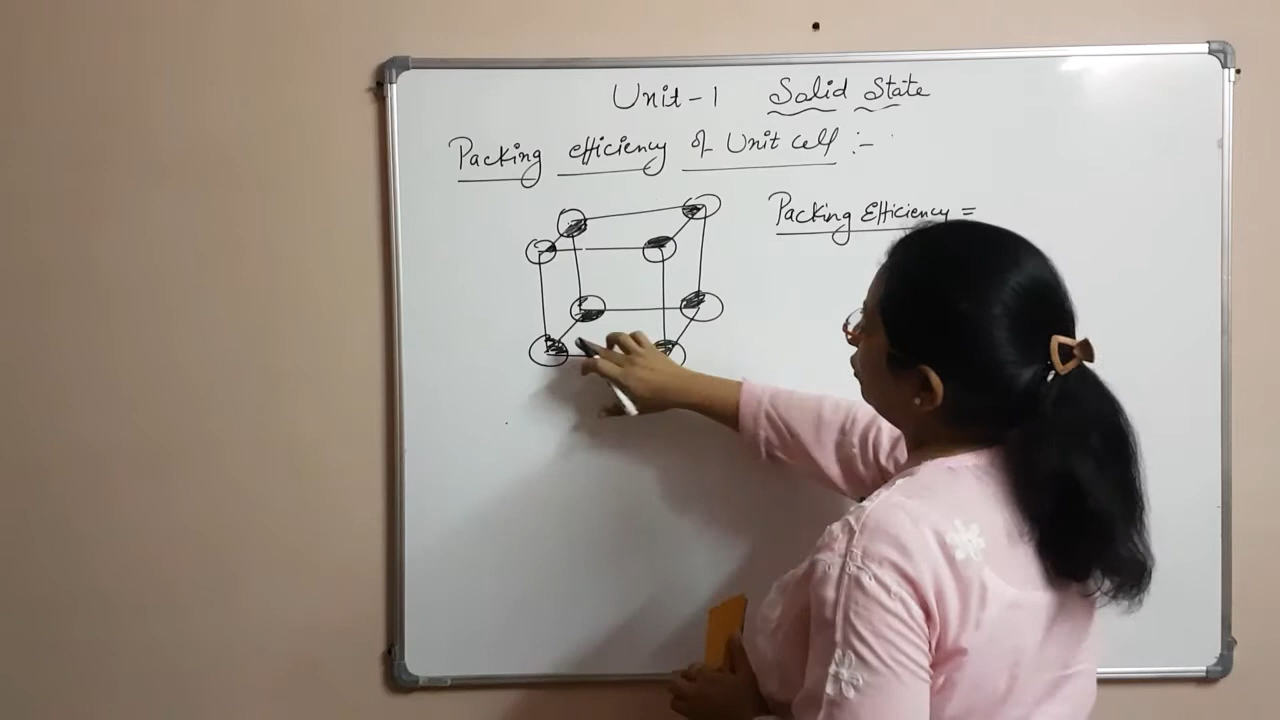 Unit-1 Solid State
Packing efficiency of Unit cell :-
Packing Efficiency =